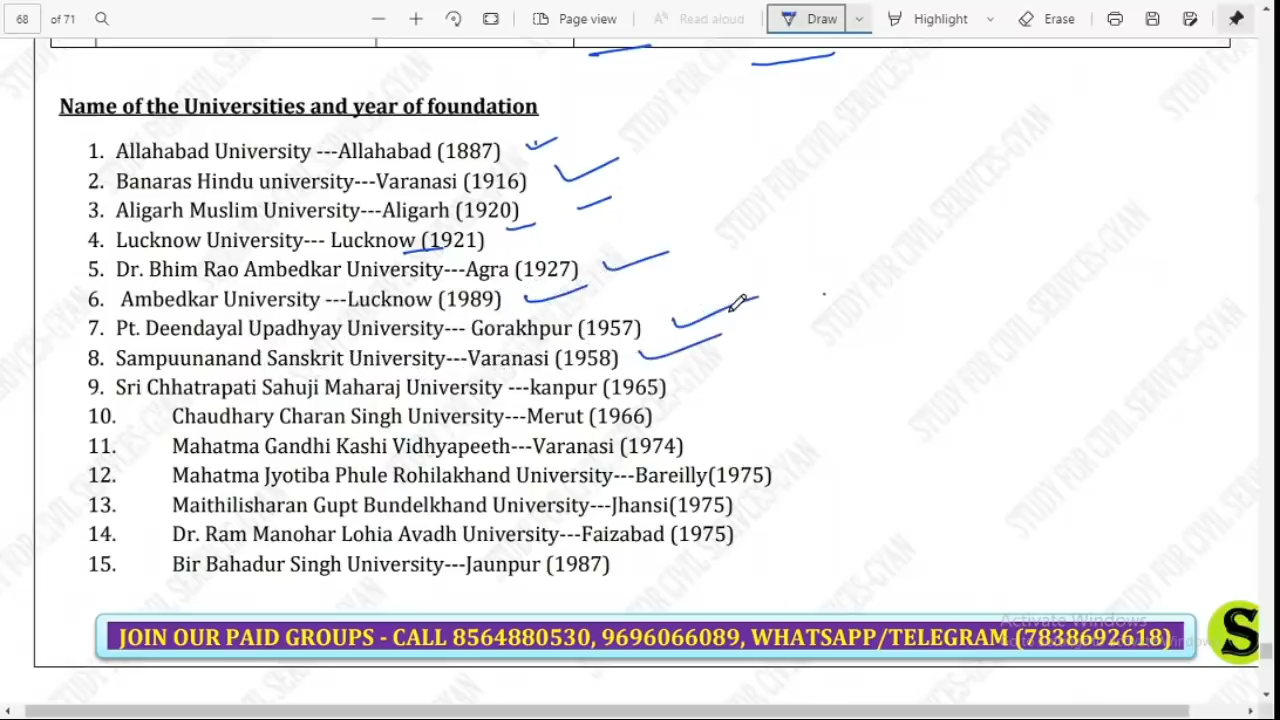 68 of 71 Page view Read aloud Draw Highlight Erase
Name of the Universities and year of foundation
1. Allahabad University ---Allahabad (1887)
2. Banaras Hindu university---Varanasi (1916)
3. Aligarh Muslim University---Aligarh (1920)
4. Lucknow University--- Lucknow (1921)
5. Dr. Bhim Rao Ambedkar University---Agra (1927)
6. Ambedkar University ---Lucknow (1989)
7. Pt. Deendayal Upadhyay University--- Gorakhpur (1957)
8. Sampuunanand Sanskrit University---Varanasi (1958)
9. Sri Chhatrapati Sahuji Maharaj University ---kanpur (1965)
10. Chaudhary Charan Singh University---Merut (1966)
11. Mahatma Gandhi Kashi Vidhyapeeth---Varanasi (1974)
12. Mahatma Jyotiba Phule Rohilakhand University---Bareilly(1975)
13. Maithilisharan Gupt Bundelkhand University---Jhansi(1975)
14. Dr. Ram Manohar Lohia Avadh University---Faizabad (1975)
15. Bir Bahadur Singh University---Jaunpur (1987)
Activate Windows
JOIN OUR PAID GROUPS - CALL 8564880530, 9696066089, WHATSAPP/TELEGRAM (7838692618)
S